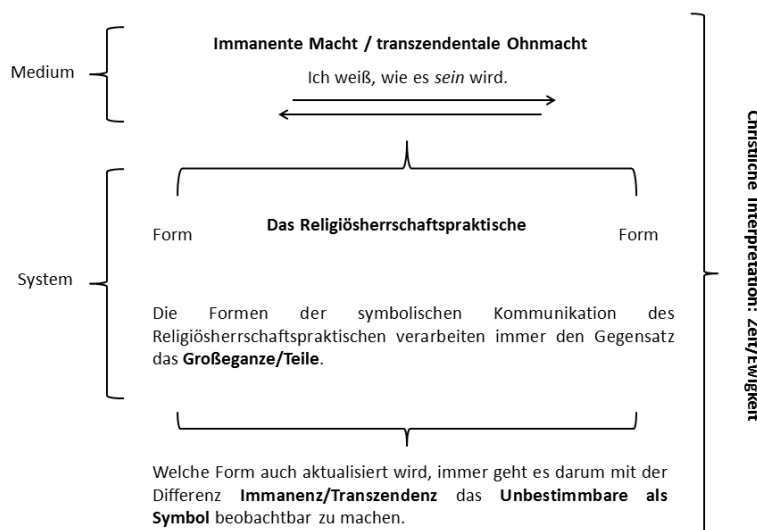 Immanente Macht / transzendentale Ohnmacht
Medium
Ich weiß, wie es sein wird.
Form
Das Religiösherrschaftspraktische
Form
System
Die Formen der symbolischen Kommunikation des
Religiösherrschaftspraktischen verarbeiten immer den Gegensatz
das Großeganze/Teile.
Welche Form auch aktualisiert wird, immer geht es darum mit der
Differenz Immanenz/Transzendenz das Unbestimmbare als
Symbol beobachtbar zu machen.
Christliche Interpretation: Zeit/Ewigkeit